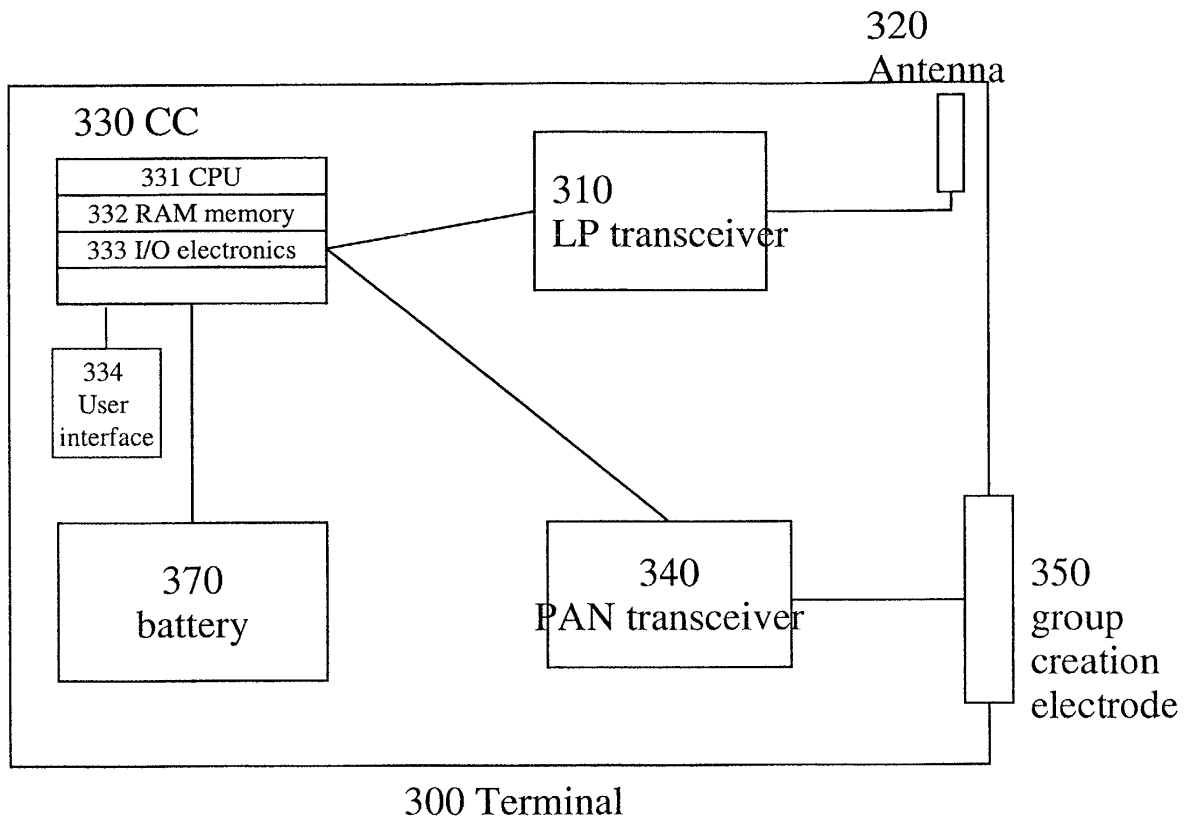 320
Antenna
330 CC
331 CPU
332 RAM memory
333 I/O electronics
310
LP transceiver
334
User
interface
370
battery
340
PAN transceiver
350
group
creation
electrode
300 Terminal